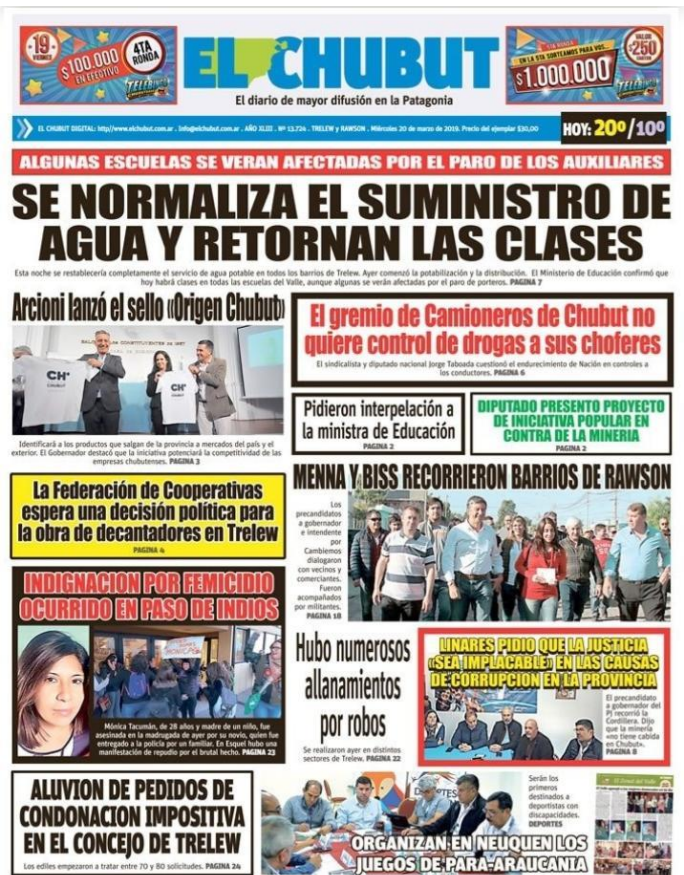 19
VIERNES
$100.000
EN EFECTIVO
4TA
RONDA
TELEBINGO
EL CHUBUT
El diario de mayor difusión en la Patagonia
EN LA 5TA SORTEAMOS PARA VOS...
$1.000.000
VALOR
$250
TELEBINGO
EL CHUBUT DIGITAL: http//www.elchubut.com.ar . Info@elchubut.com.ar . AÑO XLIII . Nº 13.724 . TRELEW y RAWSON . Miércoles 20 de marzo de 2019. Precio del ejemplar $30,00
HOY: 20º/10º
ALGUNAS ESCUELAS SE VERAN AFECTADAS POR EL PARO DE LOS AUXILIARES
SE NORMALIZA EL SUMINISTRO DE
AGUA Y RETORNAN LAS CLASES
Esta noche se restablecería completamente el servicio de agua potable en todos los barrios de Trelew. Ayer comenzó la potabilización y la distribución. El Ministerio de Educación confirmó que
hoy habrá clases en todas las escuelas del Valle, aunque algunas se verán afectadas por el paro de porteros. PAGINA 7
Arcioni lanzó el sello «Origen Chubut»
CH
CHUBUT
CH
Identificará a los productos que salgan de la provincia a mercados del país y el
exterior. El Gobernador destacó que la iniciativa potenciará la competitividad de las
empresas chubutenses. PAGINA 3
El gremio de Camioneros de Chubut no
quiere control de drogas a sus choferes
El sindicalista y diputado nacional Jorge Taboada cuestionó el endurecimiento de Nación en controles a
los conductores. PAGINA 6
Pidieron interpelación a
la ministra de Educación
PAGINA 2
DIPUTADO PRESENTO PROYECTO
DE INICIATIVA POPULAR EN
CONTRA DE LA MINERIA
PAGINA 2
La Federación de Cooperativas
espera una decisión política para
la obra de decantadores en Trelew
PAGINA 4
MENNA Y BISS RECORRIERON BARRIOS DE RAWSON
Los
precandidatos
a gobernador
e intendente
por
Cambiemos
dialogaron
con vecinos y
comerciantes.
Fueron
acompañados
por militantes.
PAGINA 18
INDIGNACION POR FEMICIDIO
OCURRIDO EN PASO DE INDIOS
Mónica Tacumán, de 28 años y madre de un niño, fue
asesinada en la madrugada de ayer por su novio, quien fue
entregado a la policía por un familiar. En Esquel hubo una
manifestación de repudio por el brutal hecho. PAGINA 23
Hubo numerosos
allanamientos
por robos
Se realizaron ayer en distintos
sectores de Trelew. PAGINA 22
LINARES PIDIO QUE LA JUSTICIA
«SEA IMPLACABLE» EN LAS CAUSAS
DE CORRUPCION EN LA PROVINCIA
El precandidato
a gobernador del
PJ recorrió la
Cordillera. Dijo
que la minería
«no tiene cabida
en Chubut».
PAGINA 8
ALUVION DE PEDIDOS DE
CONDONACION IMPOSITIVA
EN EL CONCEJO DE TRELEW
Los ediles empezaron a tratar entre 70 y 80 solicitudes. PAGINA 24
Serán los
primeros
destinados a
deportistas con
discapacidades.
DEPORTES
ORGANIZAN EN NEUQUEN LOS
JUEGOS DE PARA-ARAUCANIA